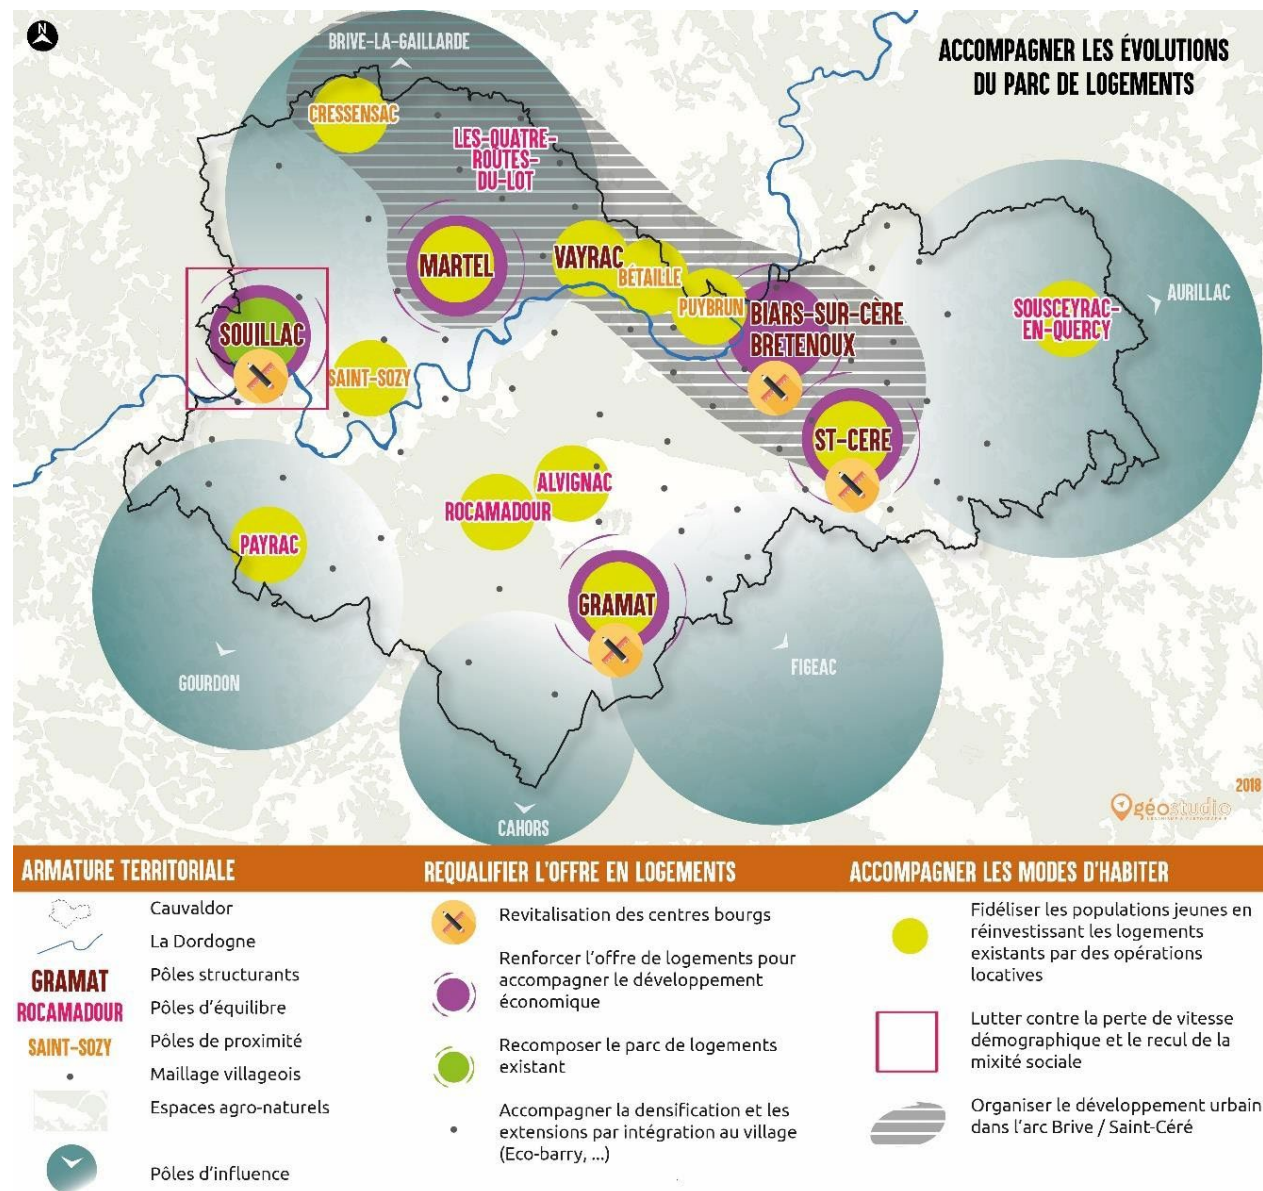 N
BRIVE-LA-GAILLARDE
ACCOMPAGNER LES ÉVOLUTIONS
DU PARC DE LOGEMENTS
CRESSENSAC
LES-QUATRE-
ROUTES-
DU-LOT
MARTEL
VAYRAC
BÉTAILLE
PUYBRUN
BIARS-SUR-CÈRE
BRETENOUX
SOUSCEYRAC-
EN-QUERCY
AURILLAC
SOUILLAC
SAINT-SOZY
ST-CERE
ALVIGNAC
ROCAMADOUR
PAYRAC
GRAMAT
GOURDON
FIGEAC
CAHORS
2018
géostudio
ARMATURE TERRITORIALE
Cauvaldor
La Dordogne
GRAMAT Pôles structurants
ROCAMADOUR Pôles d'équilibre
SAINT-SOZY Pôles de proximité
Maillage villageois
Espaces agro-naturels
Pôles d'influence
REQUALIFIER L'OFFRE EN LOGEMENTS
Revitalisation des centres bourgs
Renforcer l'offre de logements pour
accompagner le développement
économique
Recomposer le parc de logements
existant
Accompagner la densification et les
extensions par intégration au village
(Eco-barry, ...)
ACCOMPAGNER LES MODES D'HABITER
Fidéliser les populations jeunes en
réinvestissant les logements
existants par des opérations
locatives
Lutter contre la perte de vitesse
démographique et le recul de la
mixité sociale
Organiser le développement urbain
dans l'arc Brive / Saint-Céré